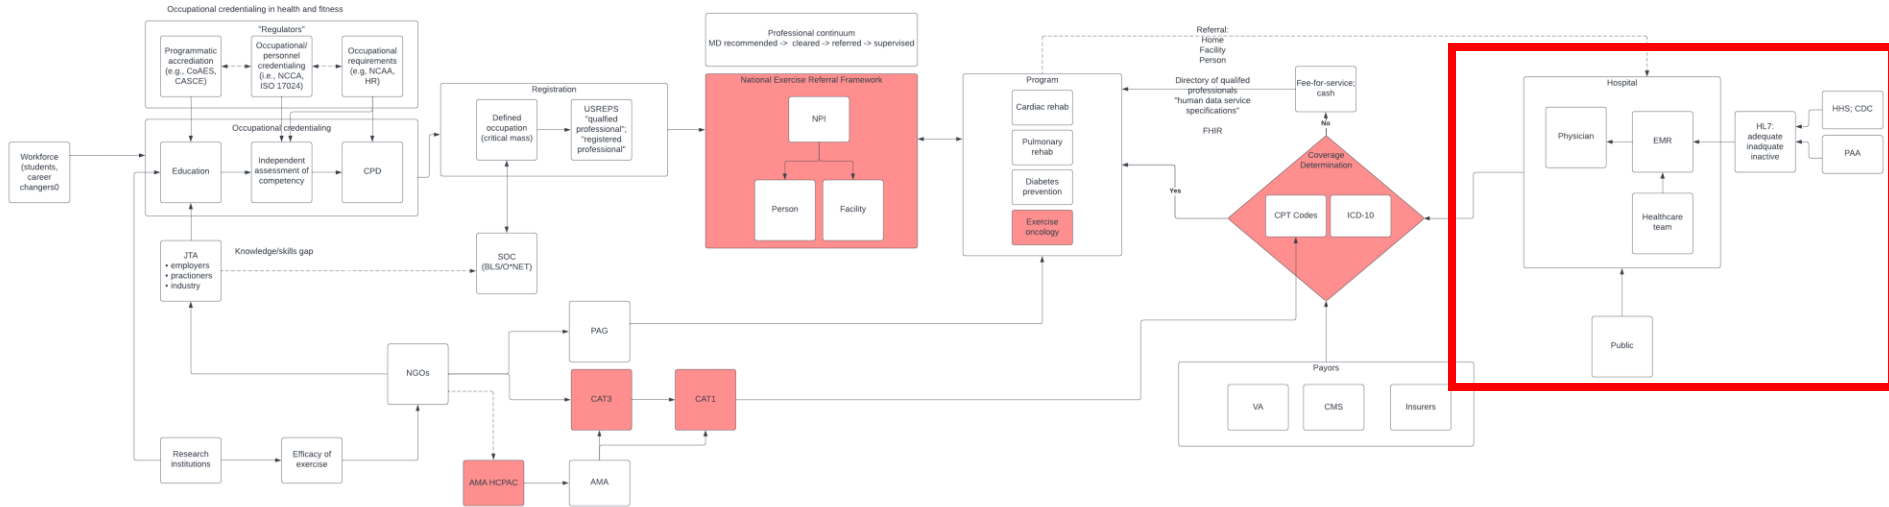 Occupational credentialing in health and fitness
"Regulators"
Programmatic
accrediation
(e.g., CoAES,
CASCE)
Occupational/
personnel
credentialing
(i.e., NCCA,
ISO 17024)
Occupational
requirements
(e.g, NCAA,
HR)
Occupational credentialing
Workforce
(students,
career
changers0
Education
Independent
assessment of
competency
CPD
JTA
• employers
• practioners
• industry
Knowledge/skills gap
Registration
Defined
occupation
(critical mass)
USREPS
"qualfied
professional";
"registered
professional"
SOC
(BLS/O*NET)
Professional continuum
MD recommended -> cleared -> referred -> supervised
National Exercise Referral Framework
NPI
Person
Facility
Program
Cardiac rehab
Pulmonary
rehab
Diabetes
prevention
Exercise
oncology
Referral:
Home
Facility
Person
Directory of qualifed
professionals
"human data service
specifications"
FHIR
Fee-for-service;
cash
No
Yes
Coverage
Determination
CPT Codes
ICD-10
Hospital
Physician
EMR
Healthcare
team
HL7:
adequate
inadquate
inactive
HHS; CDC
PAA
Public
Payors
VA
CMS
Insurers
PAG
NGOs
CAT3
CAT1
Research
institutions
Efficacy of
exercise
AMA HCPAC
AMA